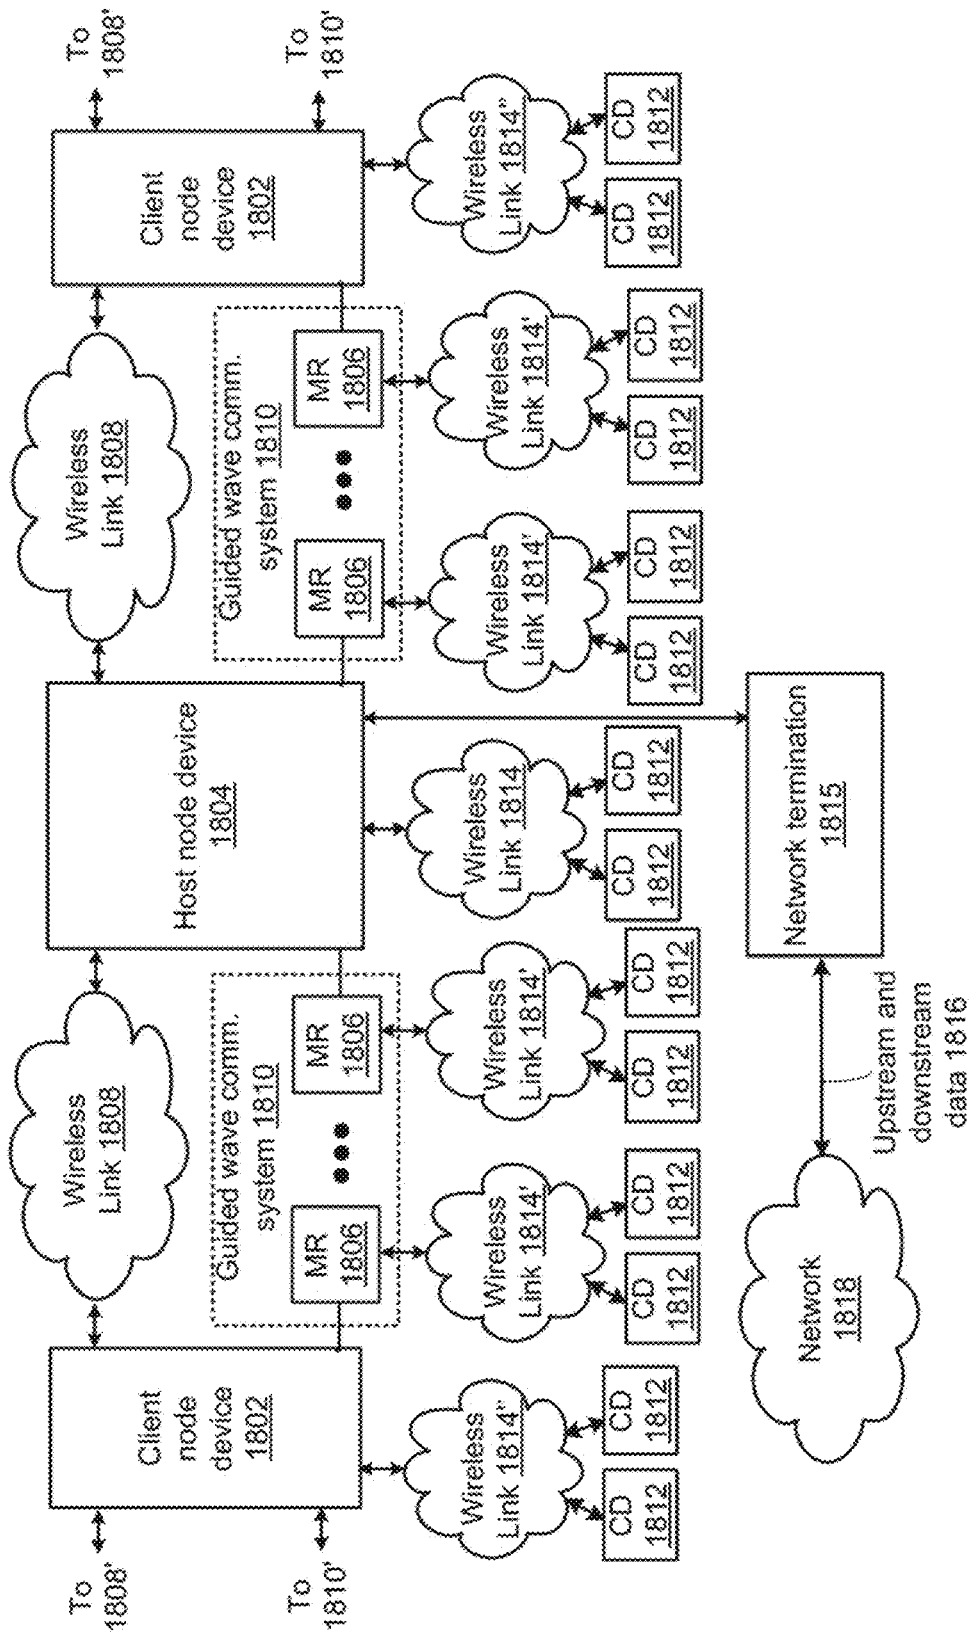 To
1808'
To
1810'
Client
node
device
1802
Wireless
Link 1808
Guided wave comm.
system 1810
MR
1806
MR
1806
Host node device
1804
Wireless
Link 1808
Guided wave comm.
system 1810
MR
1806
MR
1806
Client
node
device
1802
To
1808'
To
1810'
Wireless
Link 1814"
Wireless
Link 1814'
Wireless
Link 1814'
Wireless
Link 1814
Wireless
Link 1814'
Wireless
Link 1814'
Wireless
Link 1814"
CD
1812
CD
1812
CD
1812
CD
1812
CD
1812
CD
1812
CD
1812
CD
1812
CD
1812
CD
1812
CD
1812
CD
1812
CD
1812
CD
1812
Network
1818
Upstream and
downstream
data 1816
Network termination
1815